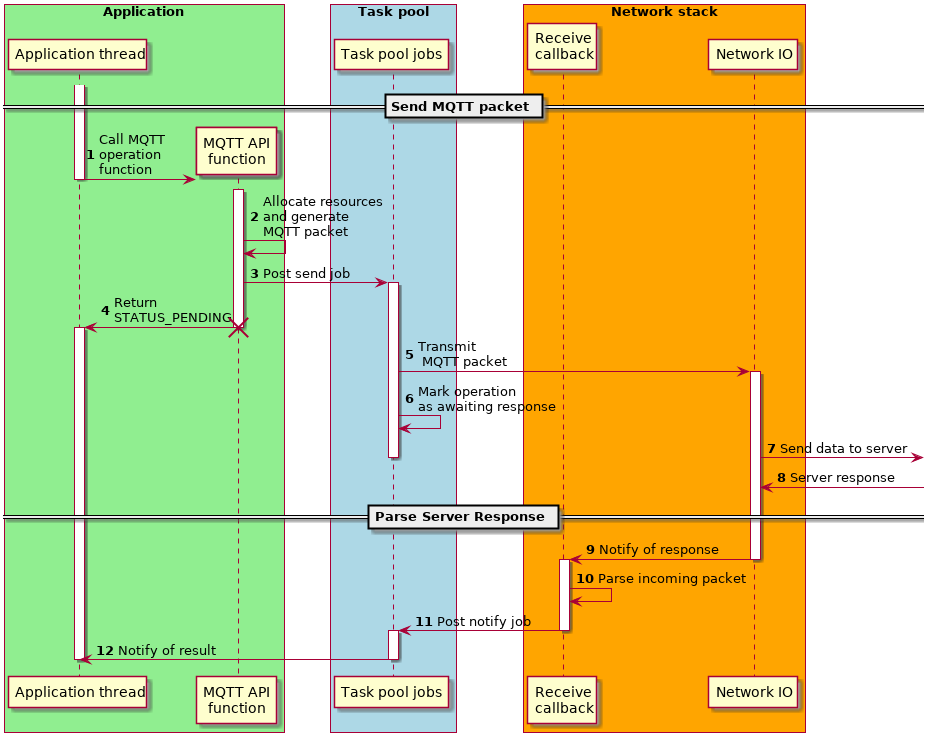 Application
Task pool
Network stack
Application thread
Task pool jobs
Receive
callback
Network IO
Send MQTT packet
1 Call MQTT
operation
function
MQTT API
function
2 Allocate resources
and generate
MQTT packet
3 Post send job
4 Return
STATUS_PENDING
5 Transmit
MQTT packet
6 Mark operation
as awaiting response
7 Send data to server
8 Server response
Parse Server Response
9 Notify of response
10 Parse incoming packet
11 Post notify job
12 Notify of result
Application thread
MQTT API
function
Task pool jobs
Receive
callback
Network IO